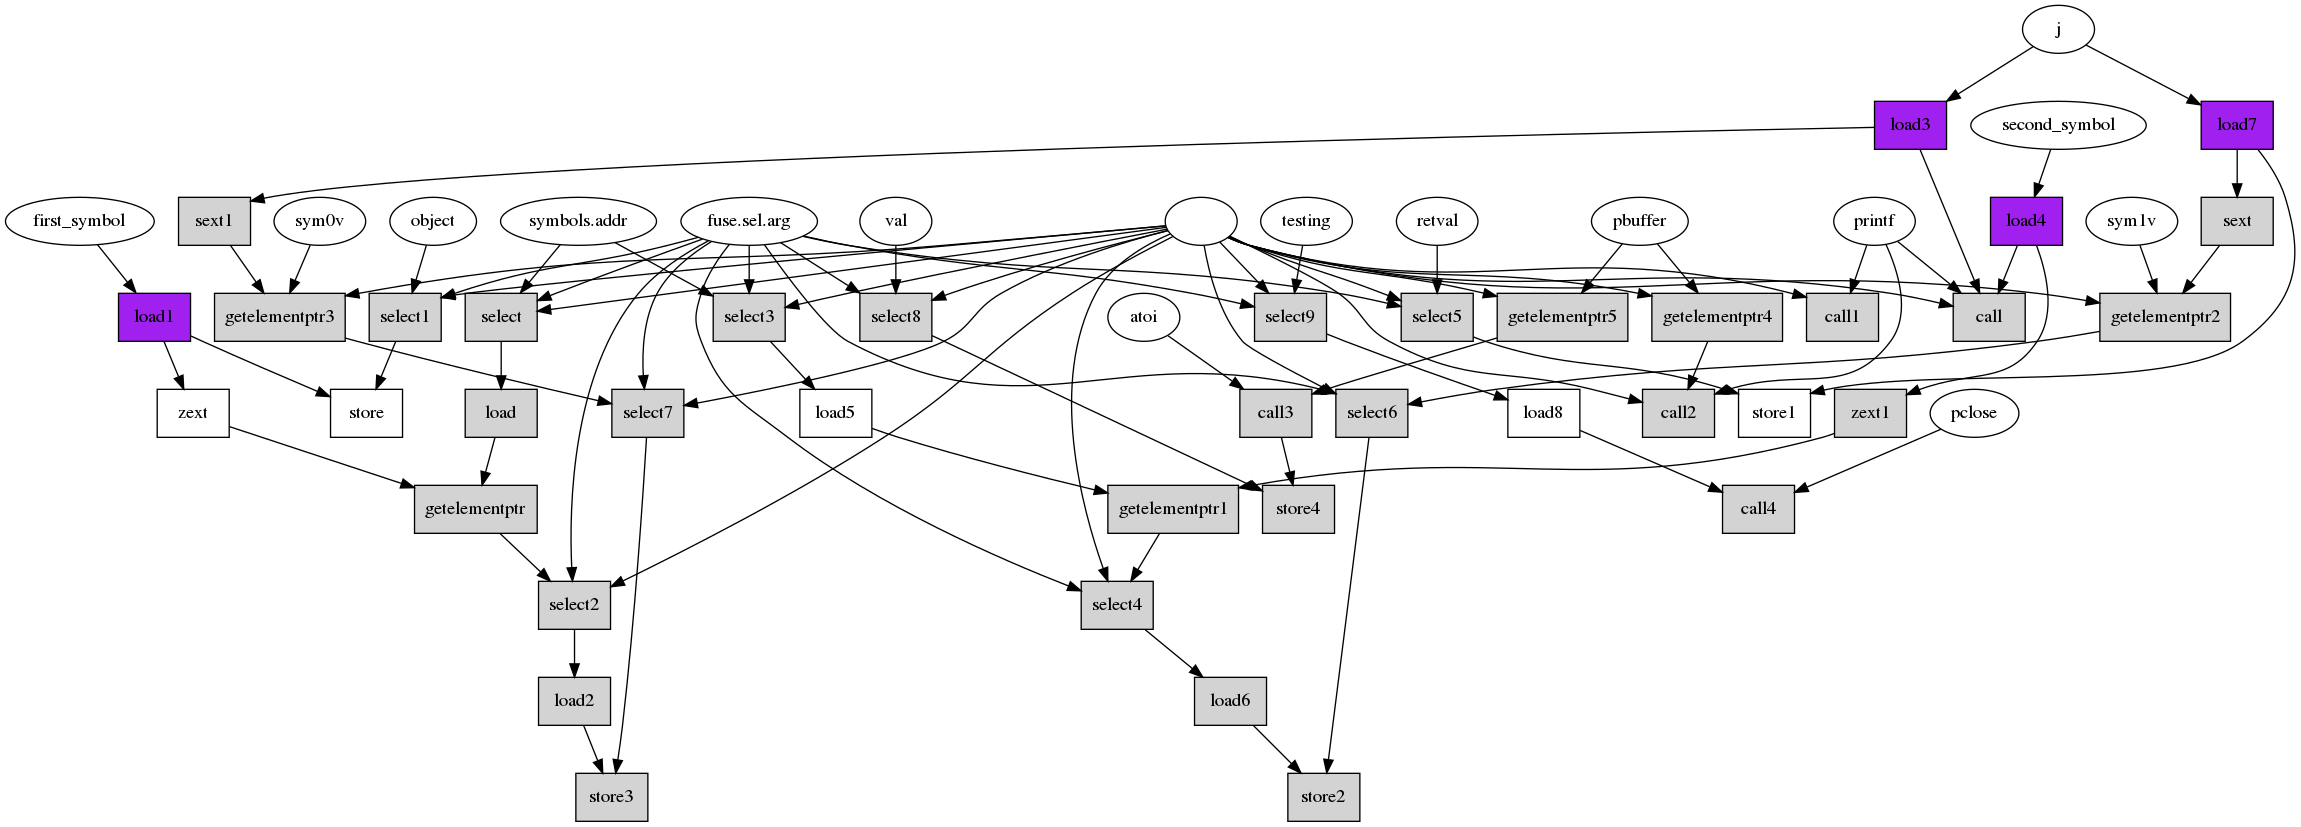 j
load3
second_symbol
load7
first_symbol
sext1
sym0v
object
symbols.addr
fuse.sel.arg
val
testing
retval
pbuffer
printf
load4
sym1v
sext
load1
getelementptr3
select1
select
select3
select8
atoi
select9
select5
getelementptr5
getelementptr4
call1
call
getelementptr2
zext
store
load
select7
load5
call3
select6
load8
call2
store1
zext1
pclose
getelementptr
getelementptr1
store4
call4
select2
select4
load2
load6
store3
store2